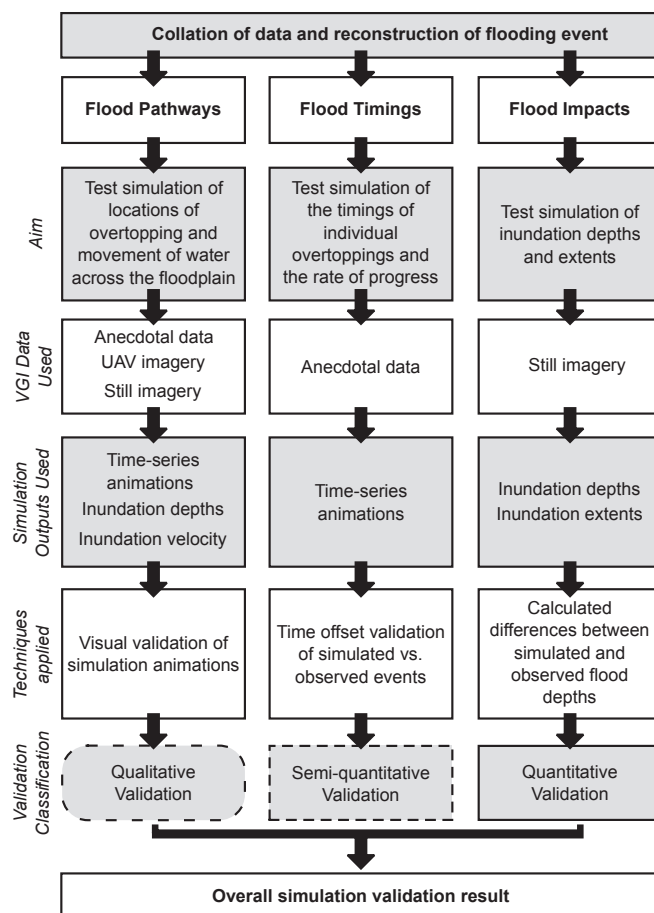 Collation of data and reconstruction of flooding event
Flood Pathways
Flood Timings
Flood Impacts
Aim
Test simulation of
locations of
overtopping and
movement of water
across the floodplain
Test simulation of
the timings of
individual
overtoppings and
the rate of progress
Test simulation of
inundation depths
and extents
VGI Data
Used
Anecdotal data
UAV imagery
Still imagery
Anecdotal data
Still imagery
Simulation
Outputs Used
Time-series
animations
Inundation depths
Inundation velocity
Time-series
animations
Inundation depths
Inundation extents
Techniques
applied
Visual validation of
simulation animations
Time offset validation
of simulated vs.
observed events
Calculated
differences between
simulated and
observed flood
depths
Validation
Classification
Qualitative
Validation
Semi-quantitative
Validation
Quantitative
Validation
Overall simulation validation result